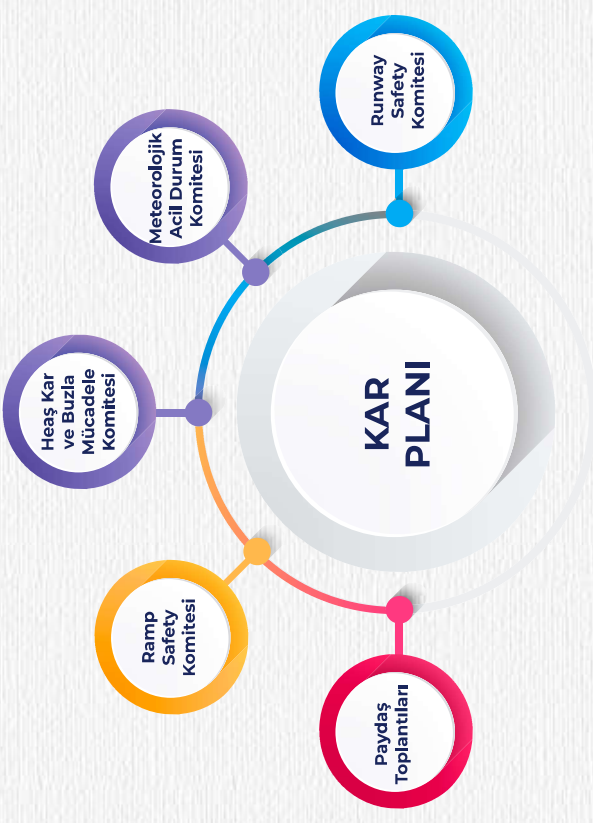 KAR
PLANI
Paydaş
Toplantıları
Ramp
Safety
Komitesi
Heaş Kar
ve Buzla
Mücadele
Komitesi
Meteorolojik
Acil Durum
Komitesi
Runway
Safety
Komitesi